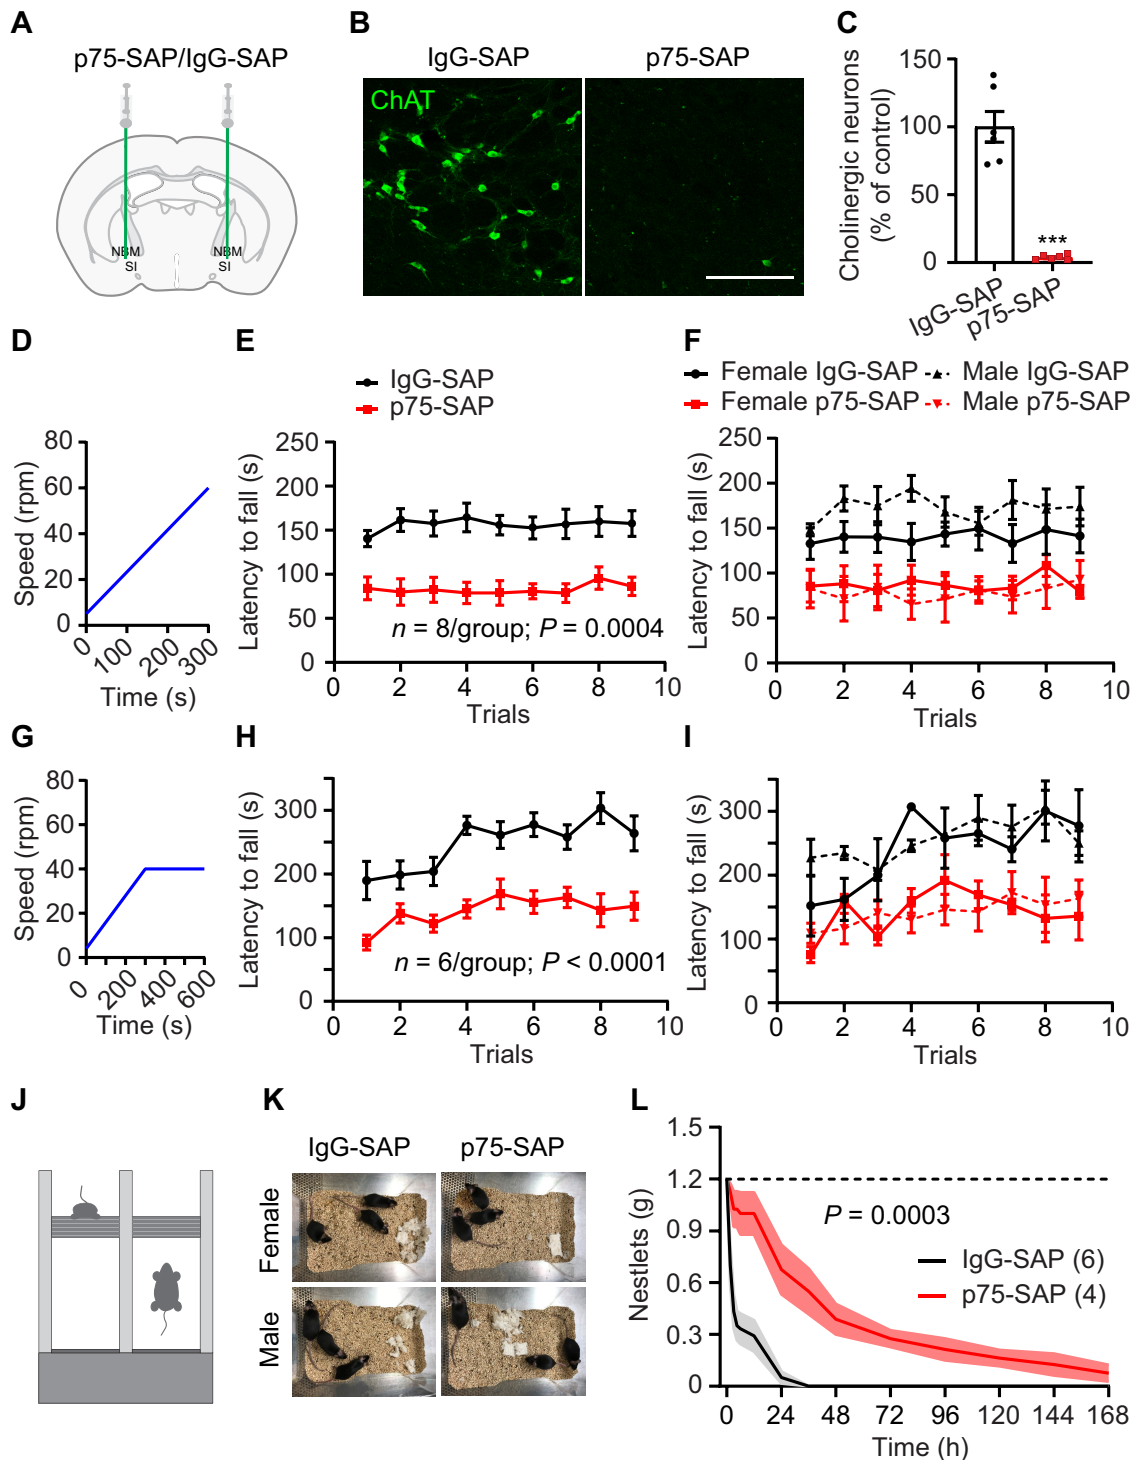 A
p75-SAP/IgG-SAP
NBM
SI
NBM
SI
B
IgG-SAP
p75-SAP
ChAT
C
Cholinergic neurons
(% of control)
150
100
50
0
***
IgG-SAP
p75-SAP
D
Speed (rpm)
80
60
40
20
0
0
100
200
300
Time (s)
E
IgG-SAP
p75-SAP
Latency to fall (s)
250
200
150
100
50
0
n = 8/group; P = 0.0004
0
2
4
6
8
10
Trials
F
Female IgG-SAP
Male IgG-SAP
Female p75-SAP
Male p75-SAP
Latency to fall (s)
250
200
150
100
50
0
0
2
4
6
8
10
Trials
G
Speed (rpm)
80
60
40
20
0
0
200
400
600
Time (s)
H
Latency to fall (s)
300
200
100
0
n = 6/group; P < 0.0001
0
2
4
6
8
10
Trials
I
Latency to fall (s)
300
200
100
0
0
2
4
6
8
10
Trials
J
K
IgG-SAP
p75-SAP
Female
Male
L
Nestlets (g)
1.5
1.2
0.9
0.6
0.3
0
P = 0.0003
IgG-SAP (6)
p75-SAP (4)
0
24
48
72
96
120
144
168
Time (h)